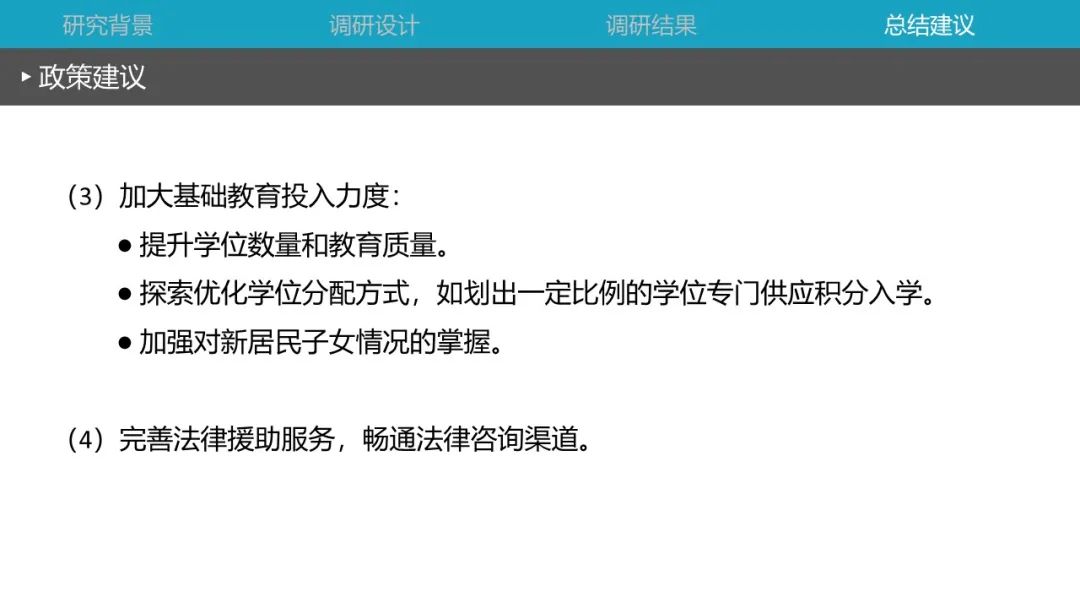 研究背景 调研设计 调研结果 总结建议
政策建议
（3）加大基础教育投入力度：
●提升学位数量和教育质量。
●探索优化学位分配方式，如划出一定比例的学位专门供应积分入学。
●加强对新居民子女情况的掌握。
（4）完善法律援助服务，畅通法律咨询渠道。